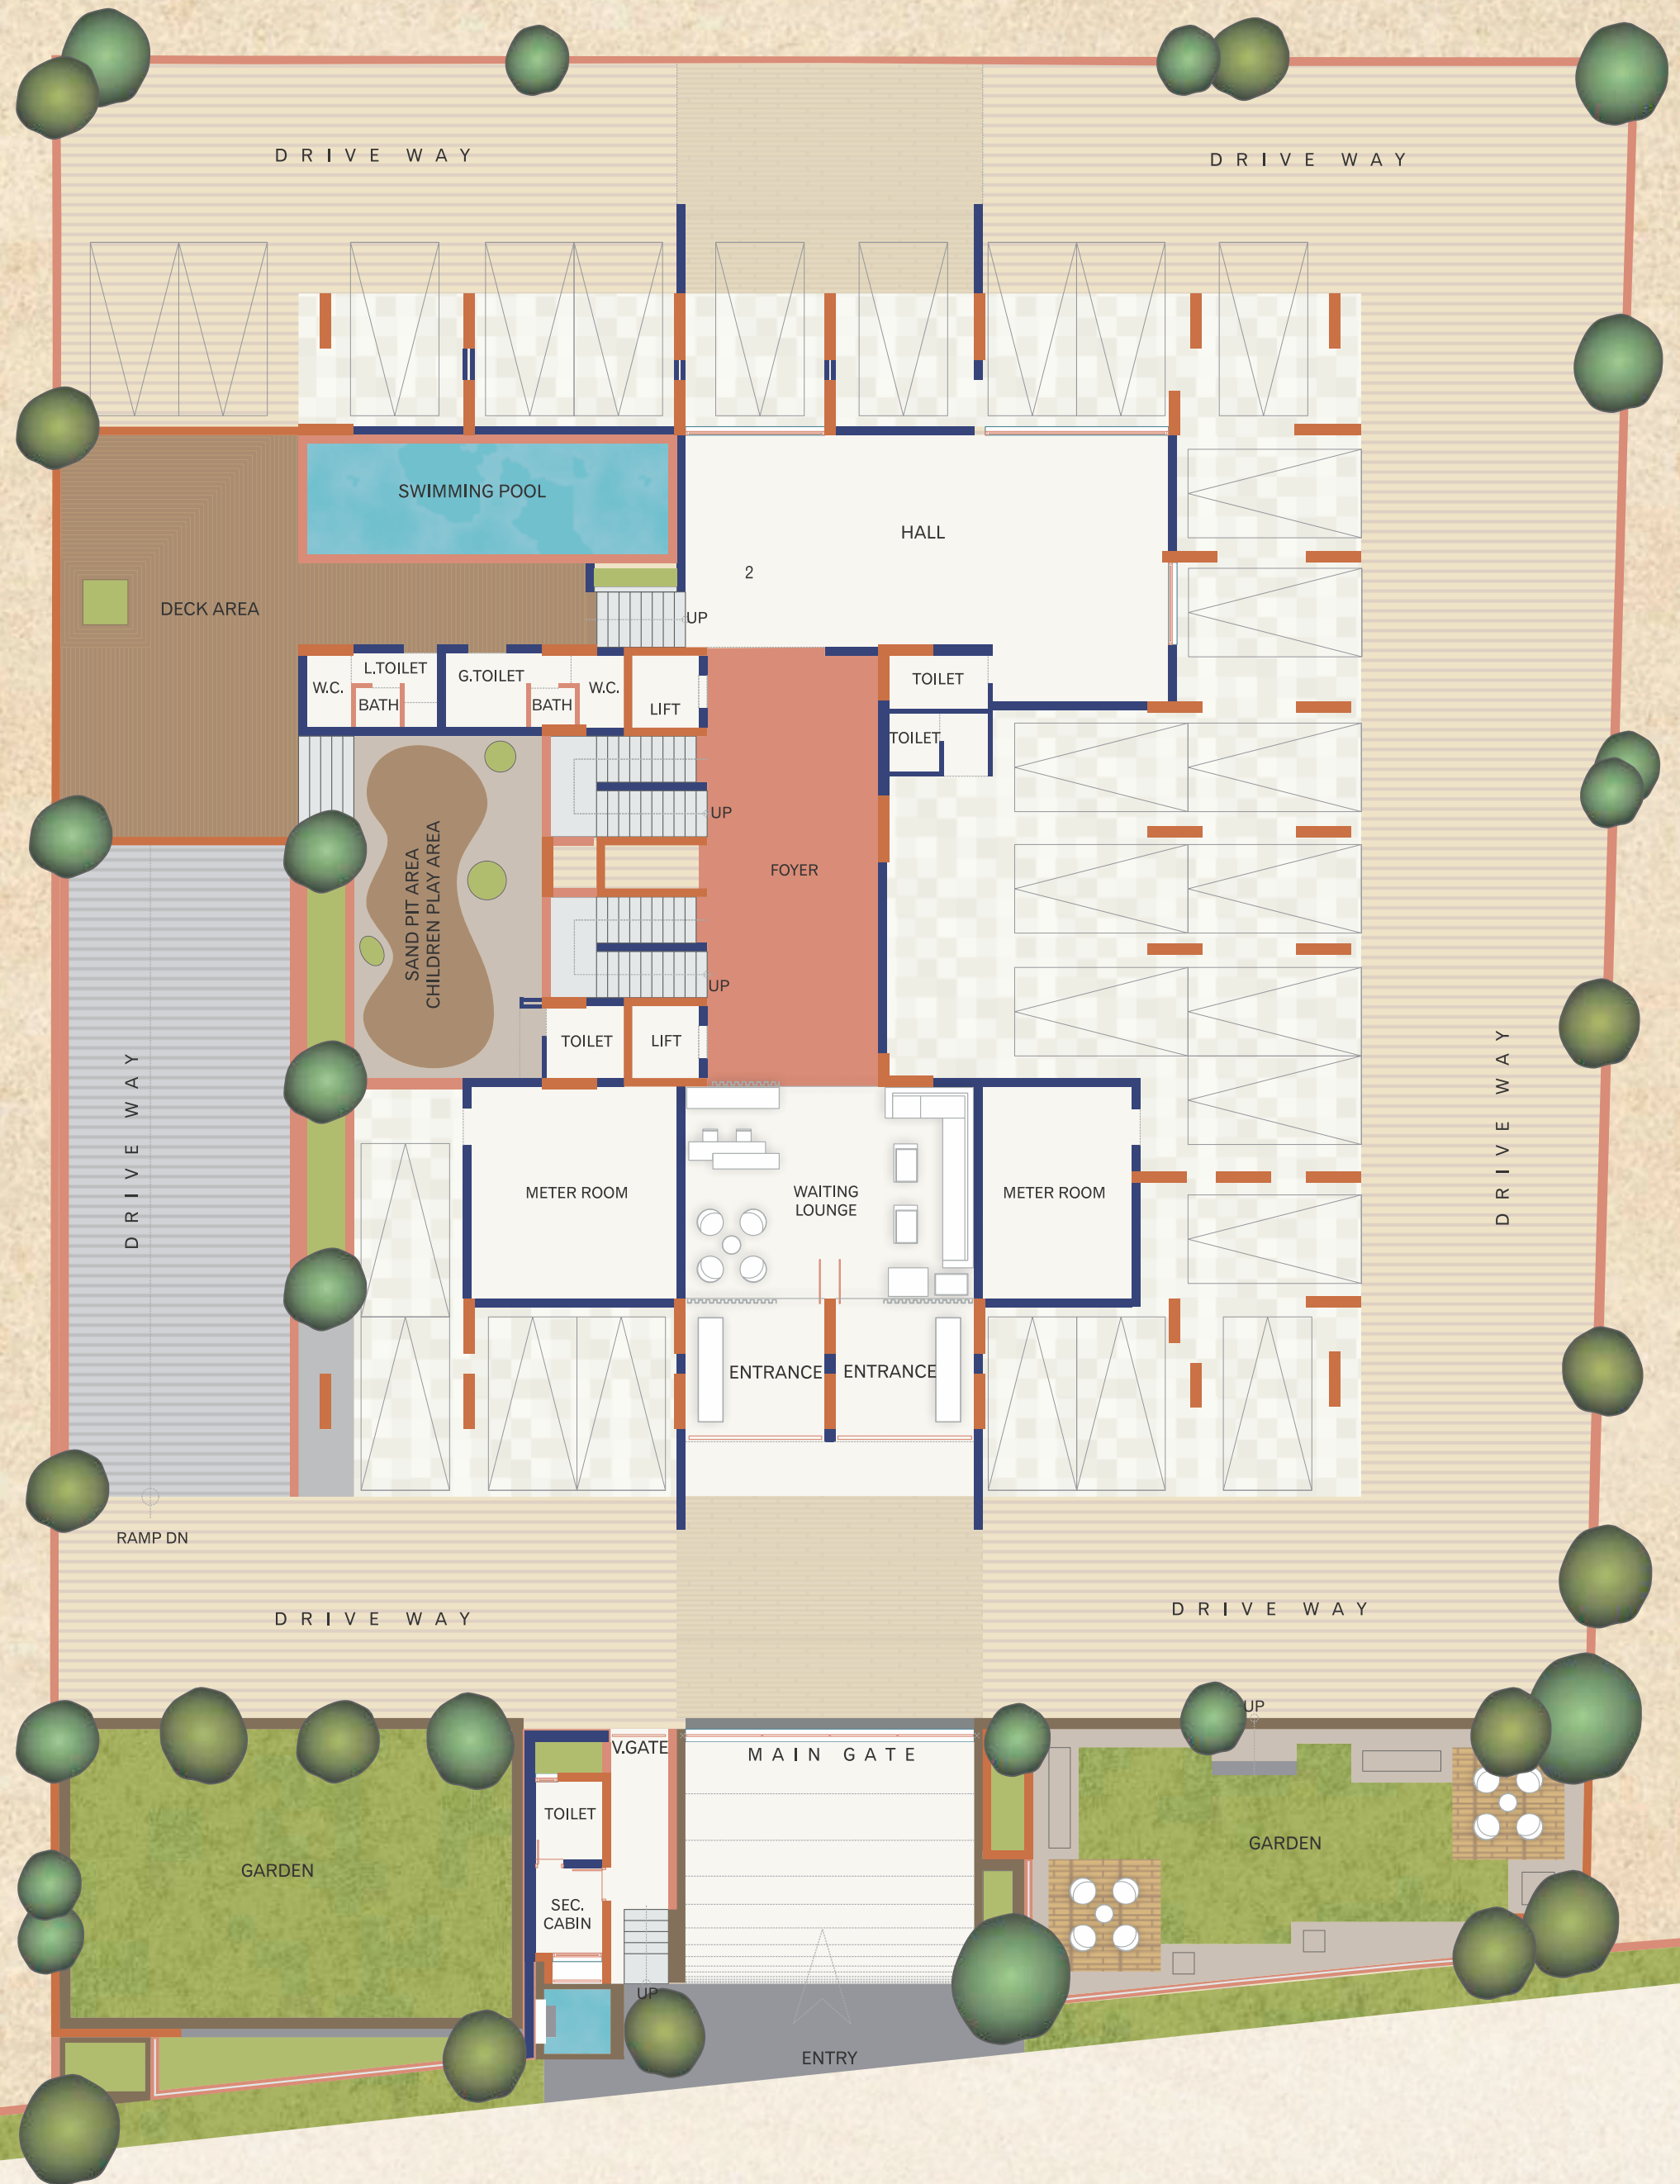 DRIVE WAY
DRIVE WAY
SWIMMING POOL
HALL
2
DECK AREA
UP
L.TOILET
G.TOILET
W.C.
W.C.
BATH
BATH
LIFT
TOILET
TOILET
UP
FOYER
SAND PIT AREA
CHILDREN PLAY AREA
UP
TOILET
LIFT
DRIVE WAY
DRIVE WAY
METER ROOM
WAITING
LOUNGE
METER ROOM
ENTRANCE
ENTRANCE
RAMP DN
DRIVE WAY
DRIVE WAY
UP
V.GATE
MAIN GATE
TOILET
GARDEN
GARDEN
SEC.
CABIN
UP
ENTRY